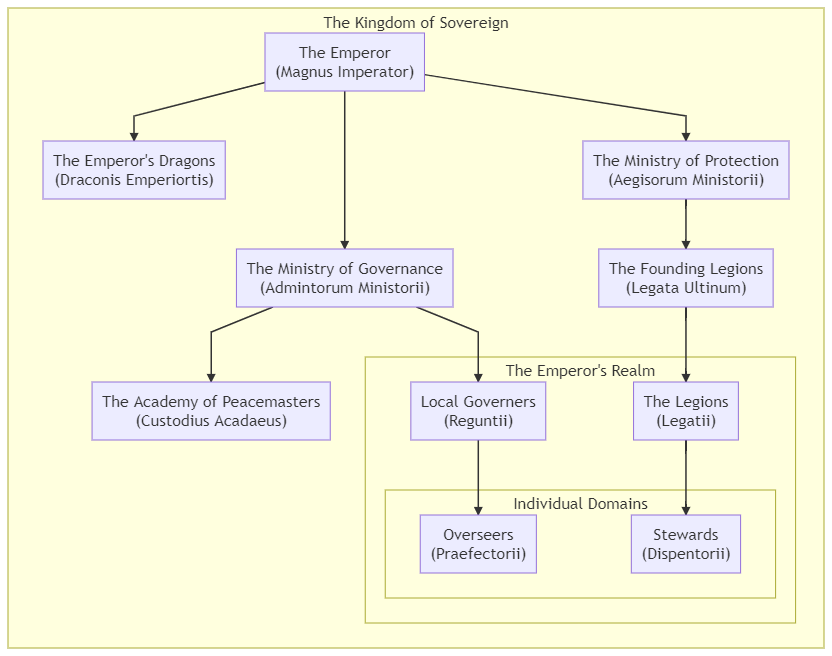 The Kingdom of Sovereign
The Emperor
(Magnus Imperator)
The Emperor's Dragons
(Draconis Emperiortis)
The Ministry of Protection
(Aegisorum Ministorii)
The Ministry of Governance
(Admintorum Ministorii)
The Founding Legions
(Legata Ultinum)
The Emperor's Realm
The Academy of Peacemasters
(Custodius Acadaeus)
Local Governers
(Reguntii)
The Legions
(Legatii)
Individual Domains
Overseers
(Praefectorii)
Stewards
(Dispentorii)